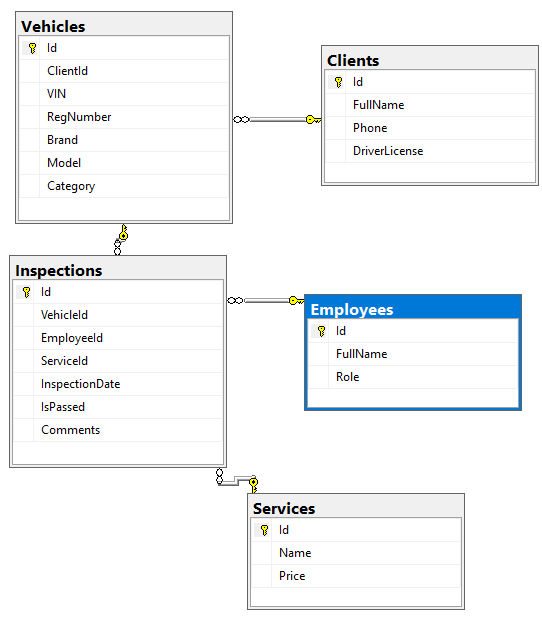 Vehicles
Id
ClientId
VIN
RegNumber
Brand
Model
Category
Clients
Id
FullName
Phone
DriverLicense
Inspections
Id
VehicleId
EmployeeId
ServiceId
InspectionDate
IsPassed
Comments
Employees
Id
FullName
Role
Services
Id
Name
Price